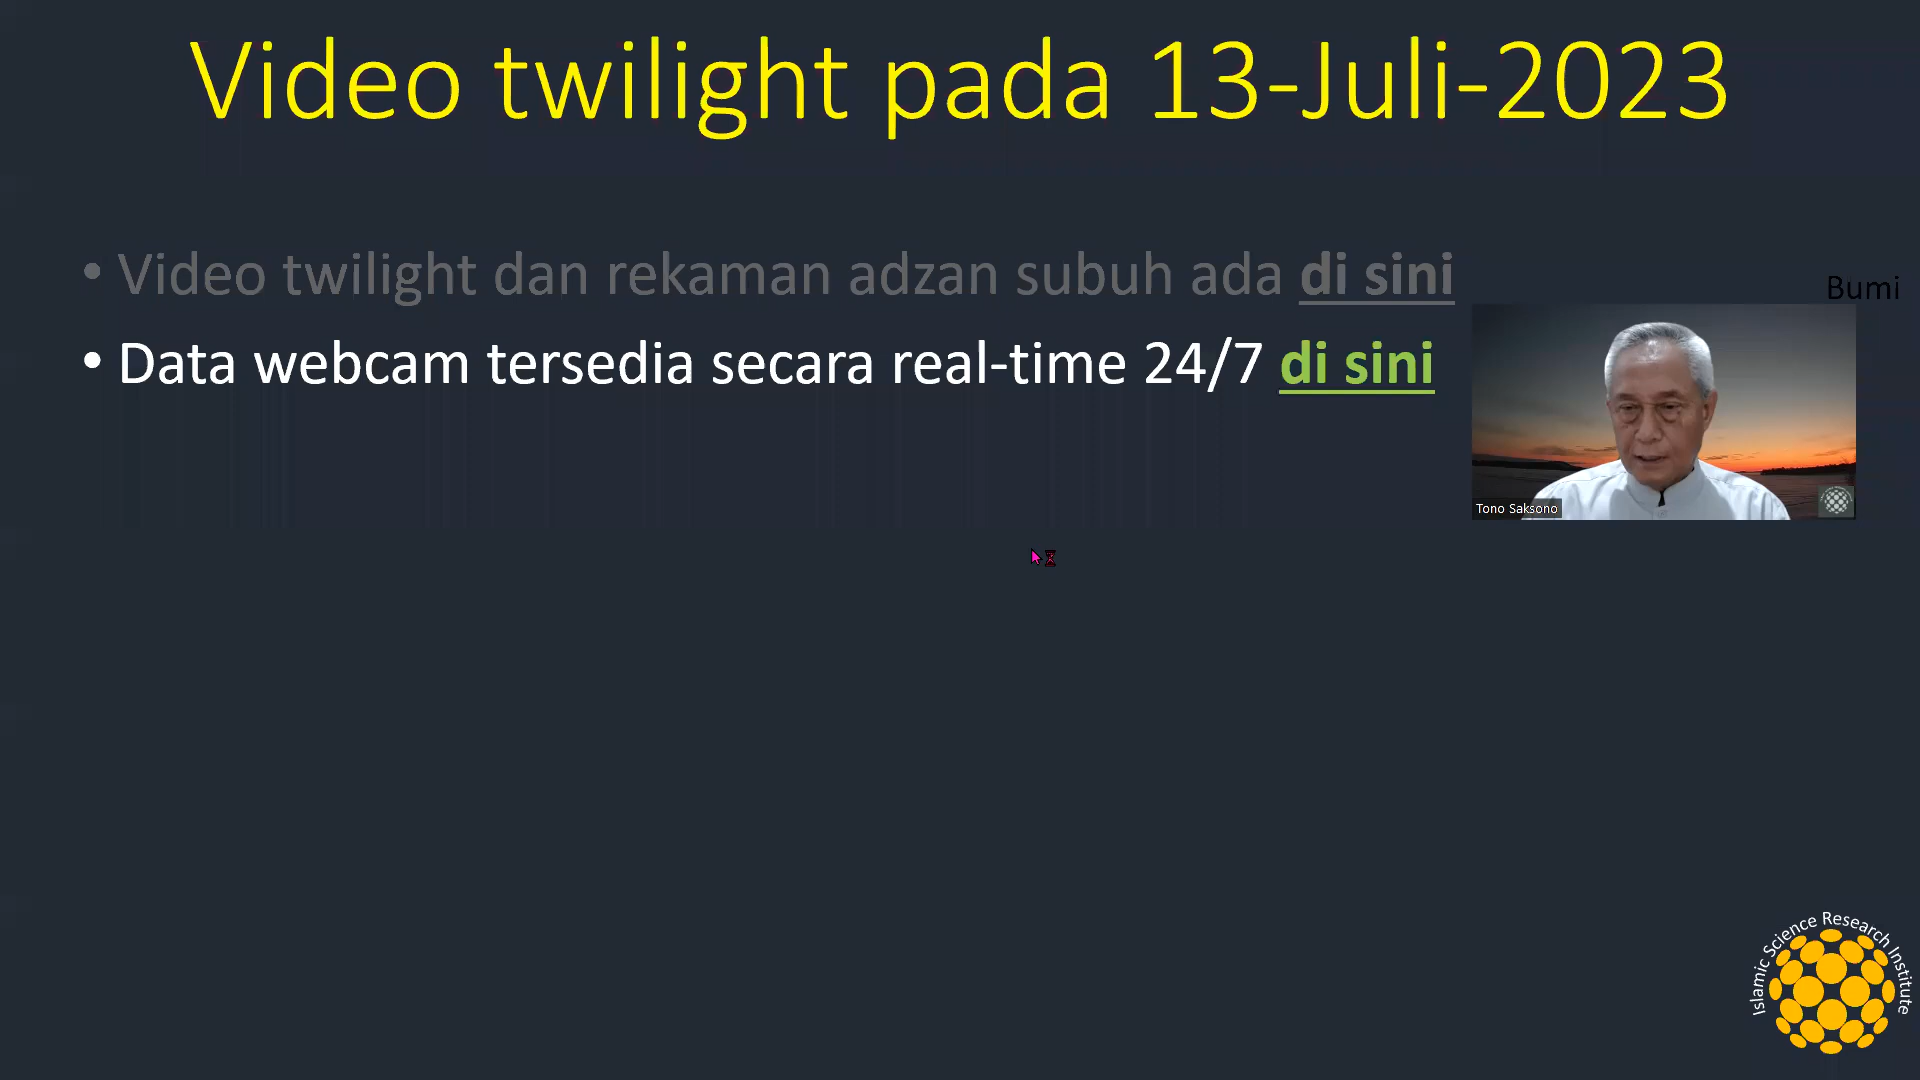 Video twilight pada 13-Juli-2023
• Video twilight dan rekaman adzan subuh ada di sini
Bumi
• Data webcam tersedia secara real-time 24/7 di sini
Tono Saksono
Islamic Science Research Institute